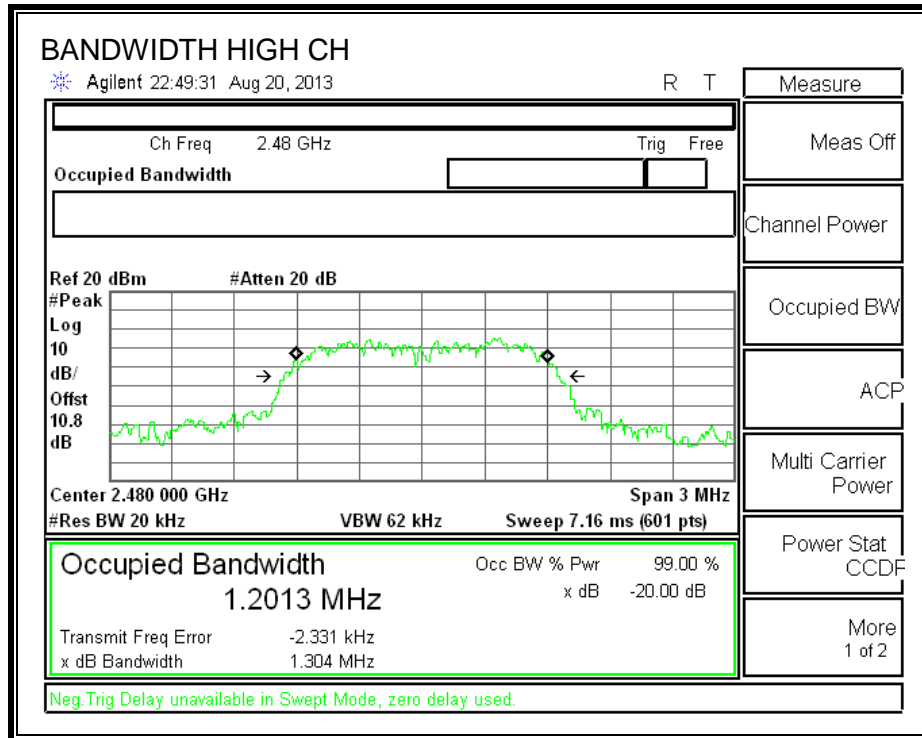 BANDWIDTH HIGH CH
Agilent 22:49:31 Aug 20, 2013 R T
Measure
Ch Freq 2.48 GHz Trig Free
Meas Off
Occupied Bandwidth
Channel Power
Ref 20 dBm #Atten 20 dB
#Peak
Log
10
dB/
Offst
10.8
dB
Occupied BW
ACP
Multi Carrier
Power
Center 2.480 000 GHz Span 3 MHz
#Res BW 20 kHz VBW 62 kHz Sweep 7.16 ms (601 pts)
Power Stat
CCDF
Occupied Bandwidth Occ BW % Pwr 99.00 %
1.2013 MHz x dB -20.00 dB
Transmit Freq Error -2.331 kHz
x dB Bandwidth 1.304 MHz
More
1 of 2
Neg.Trig Delay unavailable in Swept Mode, zero delay used.